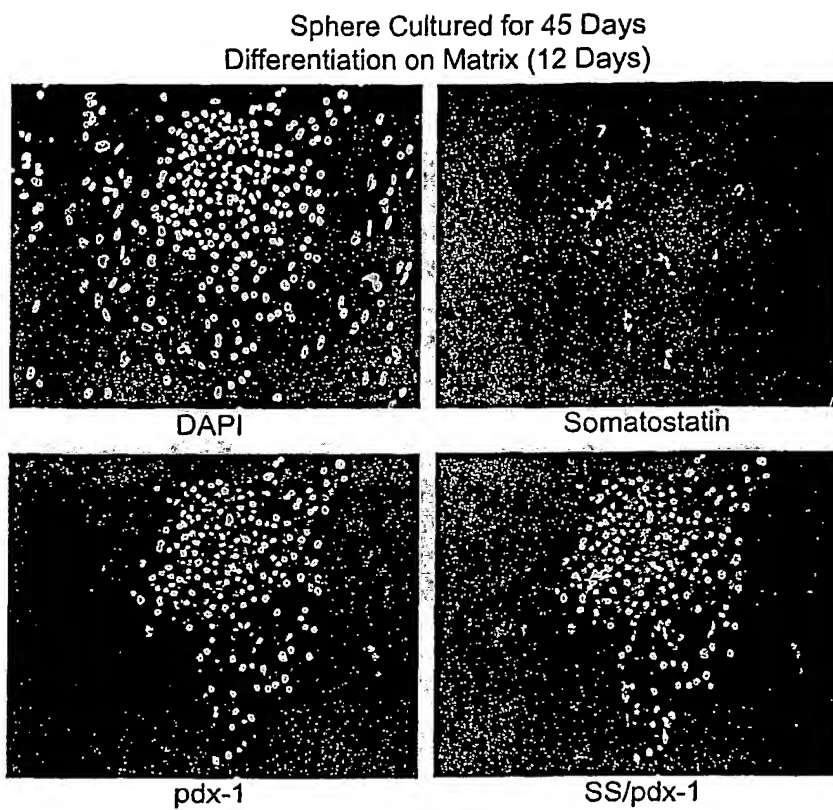 Sphere Cultured for 45 Days
Differentiation on Matrix (12 Days)
DAPI
Somatostatin
pdx-1
SS/pdx-1